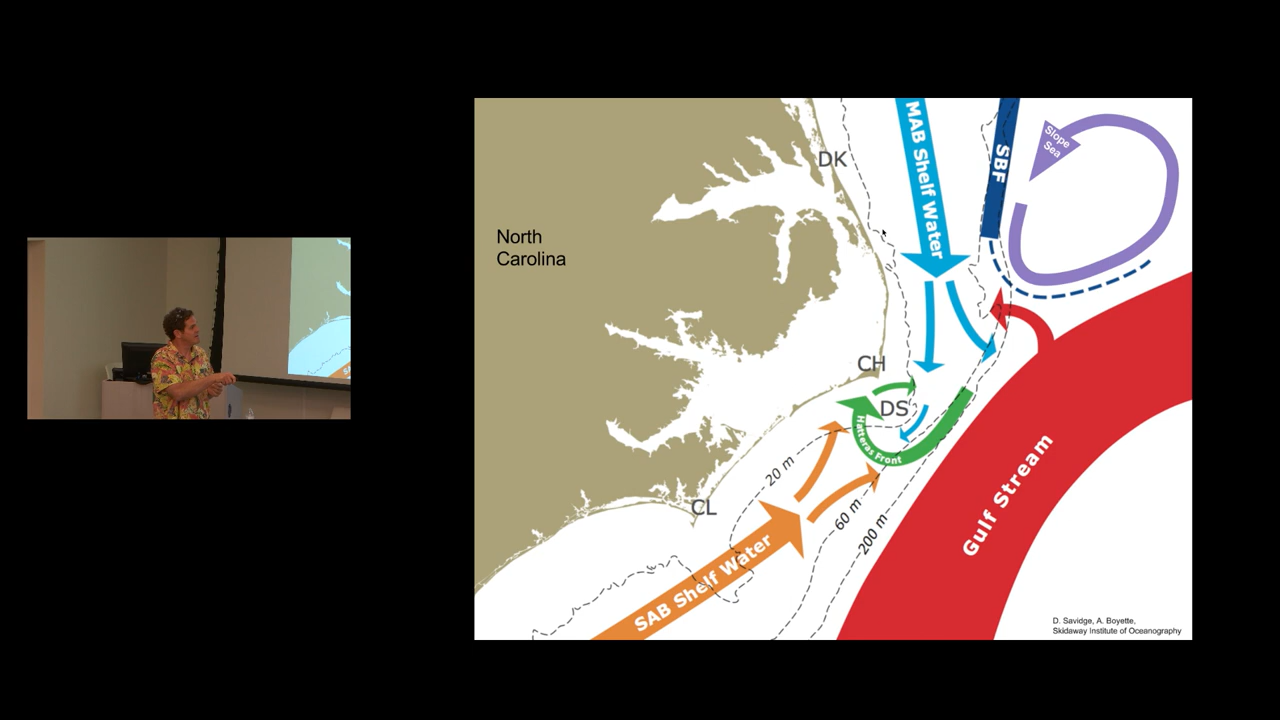 DK
MAB Shelf Water
SBF
Slope
Sea
North
Carolina
CH
DS
Hatteras Front
20 m
CL
60 m
200 m
Gulf Stream
SAB Shelf Water
D. Savidge, A. Boyette,
Skidaway Institute of Oceanography